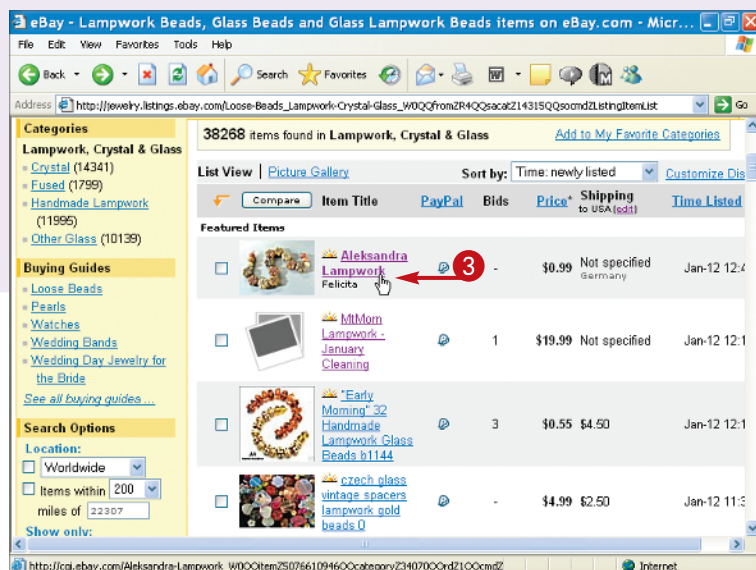 eBay - Lampwork Beads, Glass Beads and Glass Lampwork Beads items on eBay.com - Micr...
File Edit View Favorites Tools Help
Back Search Favorites
Address http://jewelry.listings.ebay.com/Loose-Beads_Lampwork-Crystal-Glass_W0QQfromZR4QQsacatZ14315QQsocmdZListingItemList Go
Categories
Lampwork, Crystal & Glass
Crystal (14341)
Fused (1799)
Handmade Lampwork
(11995)
Other Glass (10139)
Buying Guides
Loose Beads
Pearls
Watches
Wedding Bands
Wedding Day Jewelry for
the Bride
See all buying guides ...
Search Options
Location:
Worldwide
Items within 200
miles of 22307
Show only:
38268 items found in Lampwork, Crystal & Glass Add to My Favorite Categories
List View | Picture Gallery Sort by: Time: newly listed Customize Dis
Compare Item Title PayPal Bids Price* Shipping to USA (edit) Time Listed
Featured Items
Aleksandra
Lampwork
Felicita
- $0.99 Not specified Jan-12 12:4
Germany
3
MtMorn
Lampwork -
January
Cleaning
1 $19.99 Not specified Jan-12 12:1
"Early
Morning" 32
Handmade
Lampwork Glass
Beads b1144
3 $0.55 $4.50 Jan-12 12:1
czech glass
vintage spacers
lampwork gold
beads 0
- $4.99 $2.50 Jan-12 11:3
http://cgi.ebay.com/Aleksandra-Lampwork_W0QQitemZ5076610946QQcategoryZ34070QQrdZ1QQcmdZ Internet